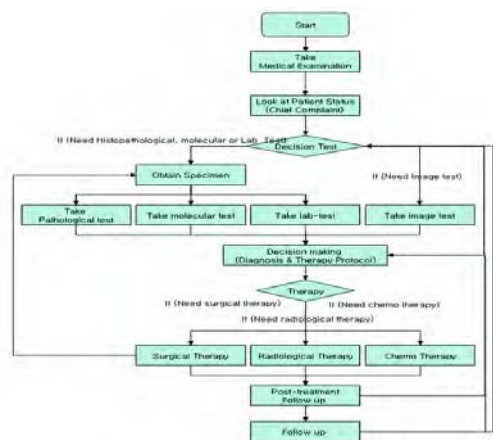 Start
Take
Medical Examination
Look at Patient Status
(Chief Complaint)
Decision Test
If (Need Histopathological, molecular or Lab_Test)
If (Need Image test)
Obtain Specimen
Take
Pathological test
Take molecular test
Take lab-test
Take image test
Decision making
(Diagnosis & Therapy Protocol)
Therapy
If (Need surgical therapy)
If (Need chemo therapy)
If (Need radiological therapy)
Surgical Therapy
Radiological Therapy
Chemo Therapy
Post-treatment
Follow up
Follow up